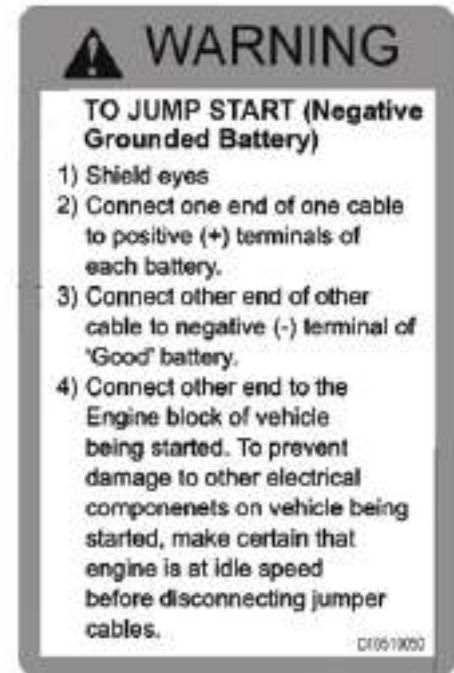 WARNING
TO JUMP START (Negative
Grounded Battery)
1) Shield eyes
2) Connect one end of one cable
to positive (+) terminals of
each battery.
3) Connect other end of other
cable to negative (-) terminal of
'Good' battery.
4) Connect other end to the
Engine block of vehicle
being started. To prevent
damage to other electrical
componenets on vehicle being
started, make certain that
engine is at idle speed
before disconnecting jumper
cables.